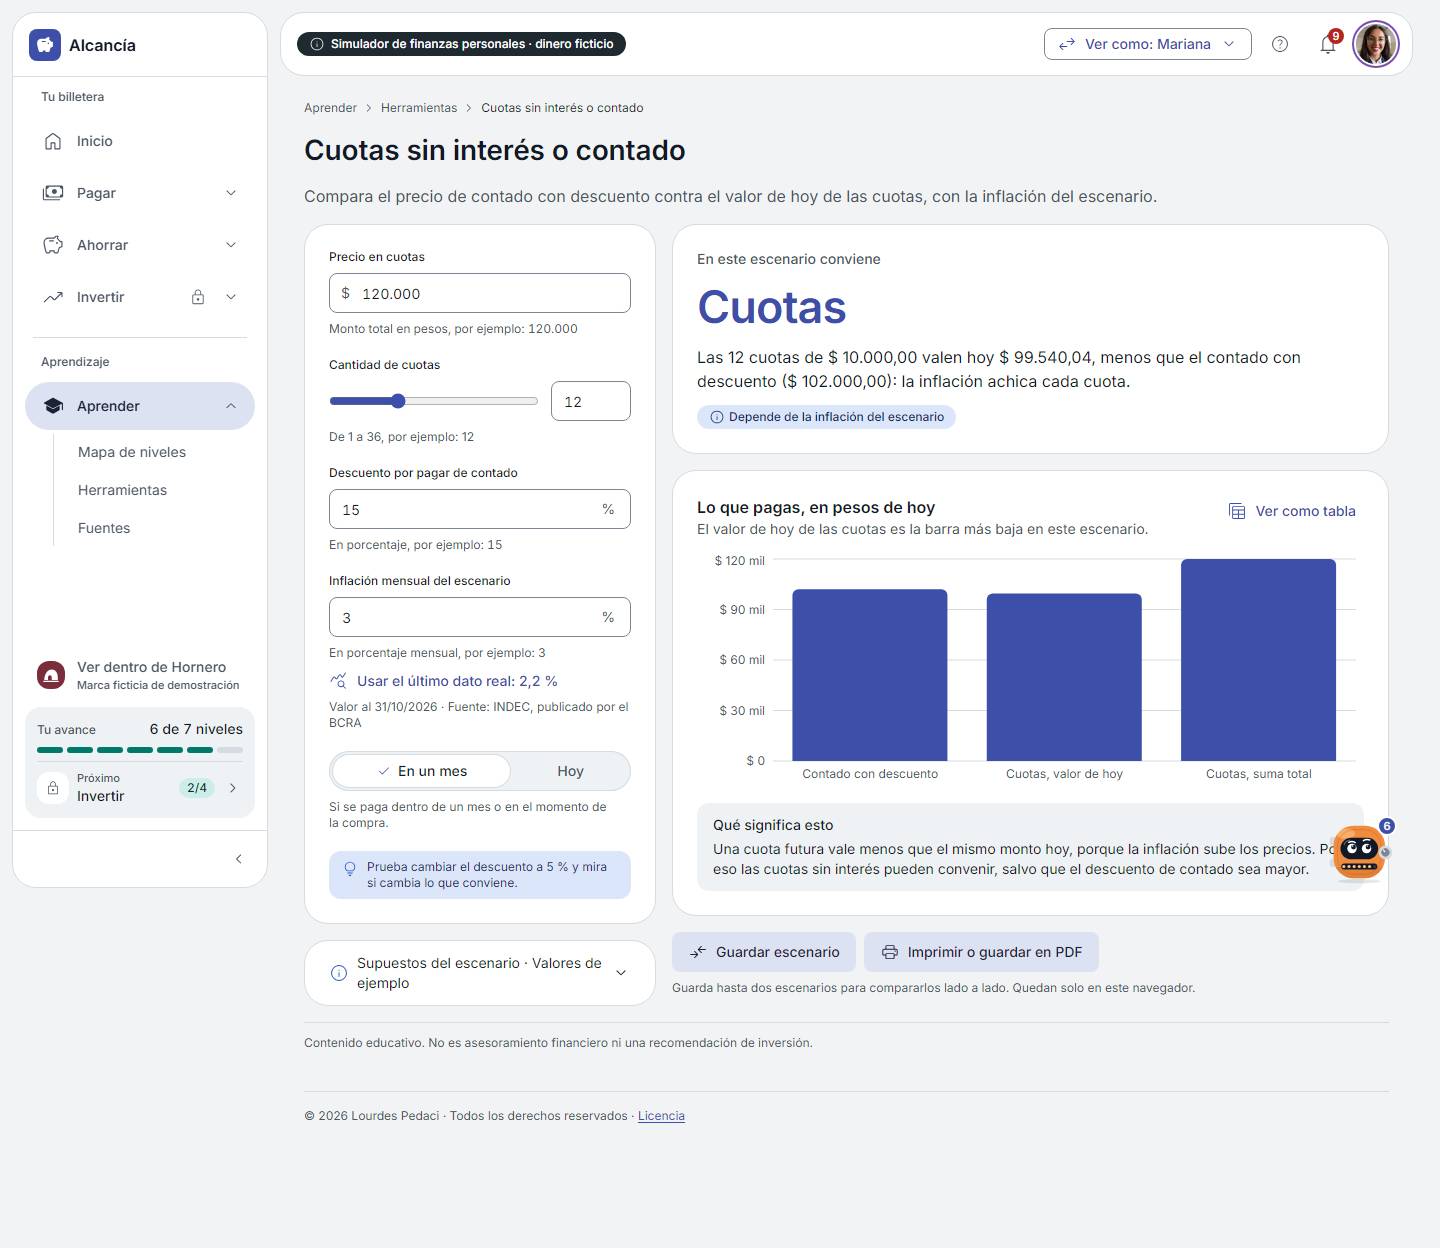 Alcancía
Simulador de finanzas personales · dinero ficticio
Ver como: Mariana
9
Tu billetera
Inicio
Pagar
Ahorrar
Invertir
Aprendizaje
Aprender
Mapa de niveles
Herramientas
Fuentes
Ver dentro de Hornero
Marca ficticia de demostración
Tu avance
6 de 7 niveles
Próximo
Invertir
2/4
Aprender
Herramientas
Cuotas sin interés o contado
Cuotas sin interés o contado
Compara el precio de contado con descuento contra el valor de hoy de las cuotas, con la inflación del escenario.
Precio en cuotas
$ 120.000
Monto total en pesos, por ejemplo: 120.000
Cantidad de cuotas
12
De 1 a 36, por ejemplo: 12
Descuento por pagar de contado
15 %
En porcentaje, por ejemplo: 15
Inflación mensual del escenario
3 %
En porcentaje mensual, por ejemplo: 3
Usar el último dato real: 2,2 %
Valor al 31/10/2026 · Fuente: INDEC, publicado por el
BCRA
En un mes
Hoy
Si se paga dentro de un mes o en el momento de
la compra.
Prueba cambiar el descuento a 5 % y mira
si cambia lo que conviene.
Supuestos del escenario · Valores de
ejemplo
En este escenario conviene
Cuotas
Las 12 cuotas de $ 10.000,00 valen hoy $ 99.540,04, menos que el contado con
descuento ($ 102.000,00): la inflación achica cada cuota.
Depende de la inflación del escenario
Lo que pagas, en pesos de hoy
El valor de hoy de las cuotas es la barra más baja en este escenario.
Ver como tabla
$ 120 mil
$ 90 mil
$ 60 mil
$ 30 mil
$ 0
Contado con descuento
Cuotas, valor de hoy
Cuotas, suma total
Qué significa esto
Una cuota futura vale menos que el mismo monto hoy, porque la inflación sube los precios.
eso las cuotas sin interés pueden convenir, salvo que el descuento de contado sea mayor.
6
Guardar escenario
Imprimir o guardar en PDF
Guarda hasta dos escenarios para compararlos lado a lado. Quedan solo en este navegador.
Contenido educativo. No es asesoramiento financiero ni una recomendación de inversión.
© 2026 Lourdes Pedaci · Todos los derechos reservados · Licencia